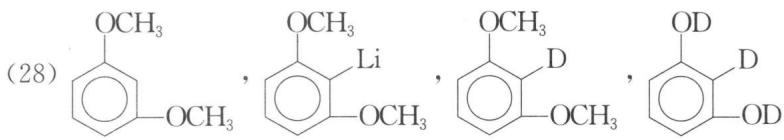 OCH₃ OCH₃ OCH₃ OD
(28) , Li , D , D
OCH₃ OCH₃ OCH₃ OD